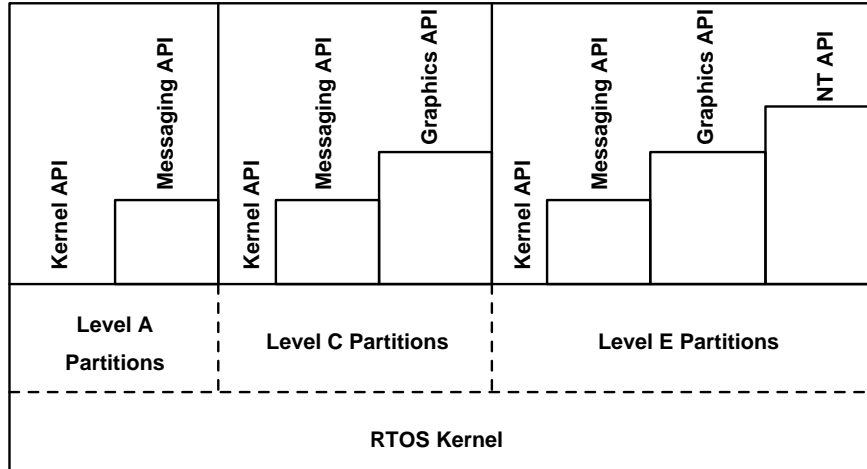 Kernel API
Messaging API
Kernel API
Messaging API
Graphics API
Kernel API
Messaging API
Graphics API
NT API
Level A
Partitions
Level C Partitions
Level E Partitions
RTOS Kernel